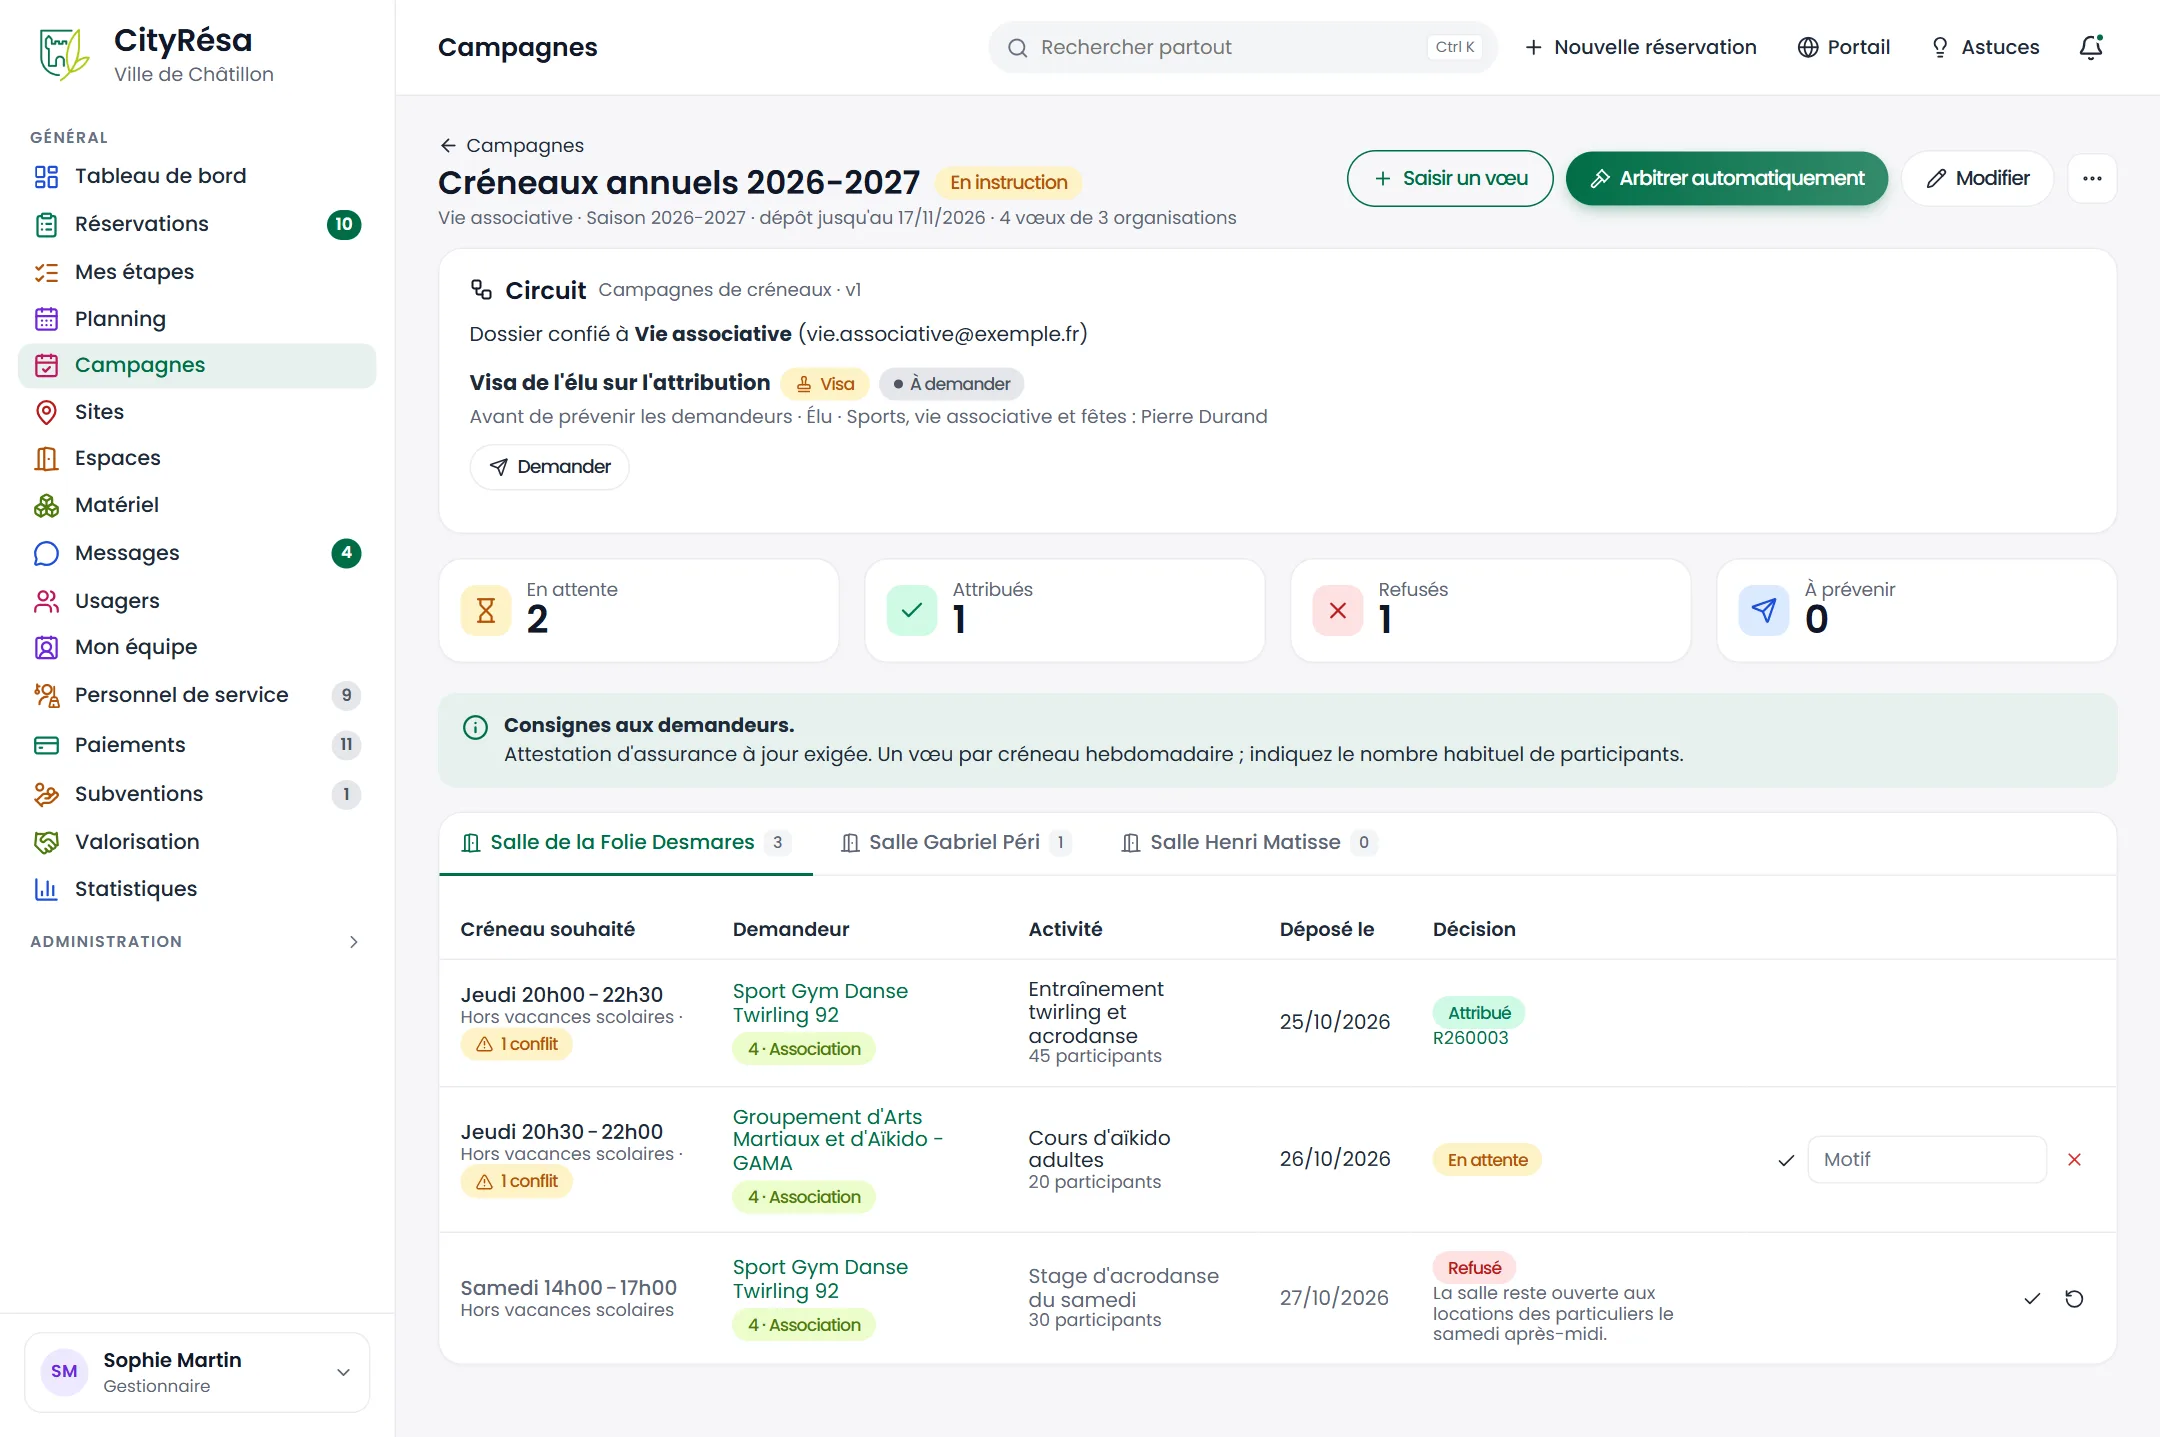 CityRésa
Ville de Châtillon
GÉNÉRAL
Tableau de bord
Réservations 10
Mes étapes
Planning
Campagnes
Sites
Espaces
Matériel
Messages 4
Usagers
Mon équipe
Personnel de service 9
Paiements 11
Subventions 1
Valorisation
Statistiques
ADMINISTRATION
SM
Sophie Martin
Gestionnaire
Campagnes
Rechercher partout Ctrl K
Nouvelle réservation
Portail
Astuces
Campagnes
Créneaux annuels 2026-2027 En instruction
Vie associative · Saison 2026-2027 · dépôt jusqu'au 17/11/2026 · 4 vœux de 3 organisations
Saisir un vœu
Arbitrer automatiquement
Modifier
Circuit Campagnes de créneaux · v1
Dossier confié à Vie associative (vie.associative@exemple.fr)
Visa de l'élu sur l'attribution Visa À demander
Avant de prévenir les demandeurs · Élu · Sports, vie associative et fêtes : Pierre Durand
Demander
En attente
2
Attribués
1
Refusés
1
À prévenir
0
Consignes aux demandeurs.
Attestation d'assurance à jour exigée. Un vœu par créneau hebdomadaire ; indiquez le nombre habituel de participants.
Salle de la Folie Desmares 3
Salle Gabriel Péri 1
Salle Henri Matisse 0
Créneau souhaité
Demandeur
Activité
Déposé le
Décision
Jeudi 20h00 – 22h30
Hors vacances scolaires ·
1 conflit
Sport Gym Danse
Twirling 92
4 · Association
Entraînement
twirling et
acrodanse
45 participants
25/10/2026
Attribué
R260003
Jeudi 20h30 – 22h00
Hors vacances scolaires ·
1 conflit
Groupement d'Arts
Martiaux et d'Aïkido -
GAMA
4 · Association
Cours d'aïkido
adultes
20 participants
26/10/2026
En attente
Motif
Samedi 14h00 – 17h00
Hors vacances scolaires
Sport Gym Danse
Twirling 92
4 · Association
Stage d'acrodanse
du samedi
30 participants
27/10/2026
Refusé
La salle reste ouverte aux
locations des particuliers le
samedi après-midi.